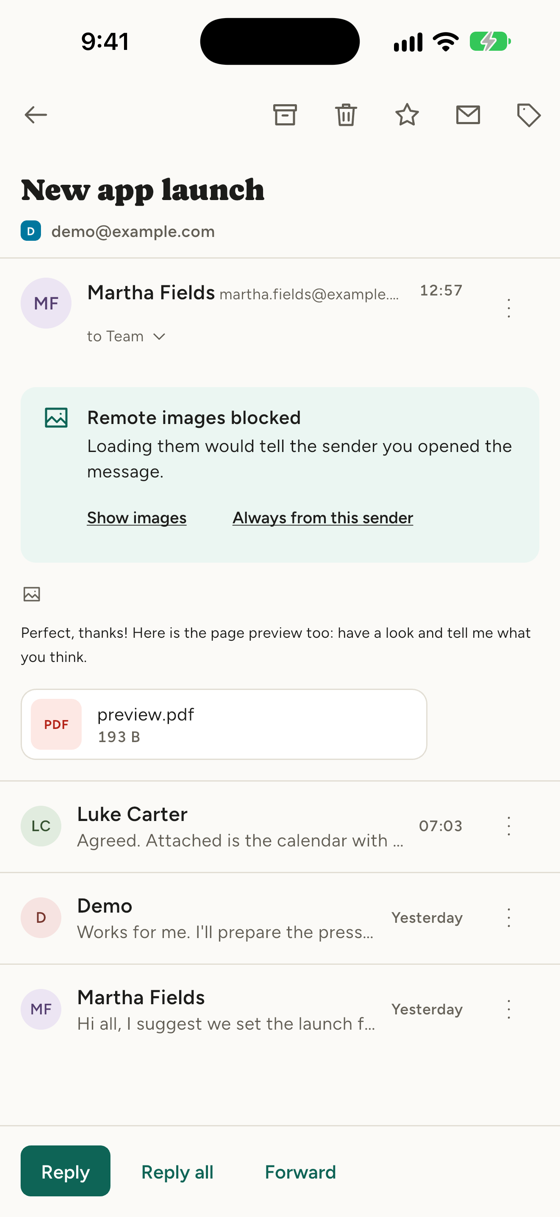 9:41
New app launch
D demo@example.com
MF Martha Fields martha.fields@example.... 12:57
to Team
Remote images blocked
Loading them would tell the sender you opened the
message.
Show images Always from this sender
Perfect, thanks! Here is the page preview too: have a look and tell me what
you think.
PDF preview.pdf
193 B
LC Luke Carter 07:03
Agreed. Attached is the calendar with ...
D Demo Yesterday
Works for me. I'll prepare the press...
MF Martha Fields Yesterday
Hi all, I suggest we set the launch f...
Reply Reply all Forward